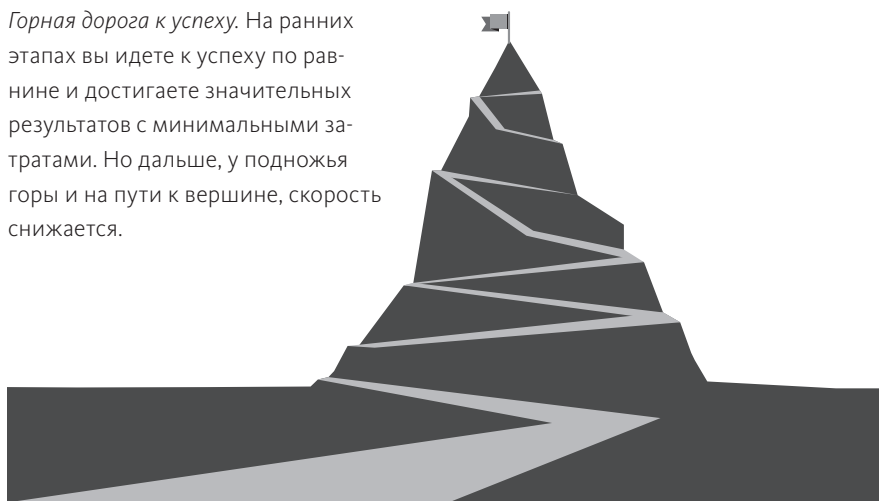 Горная дорога к успеху. На ранних
этапах вы идете к успеху по рав-
нине и достигаете значительных
результатов с минимальными за-
тратами. Но дальше, у подножья
горы и на пути к вершине, скорость
снижается.